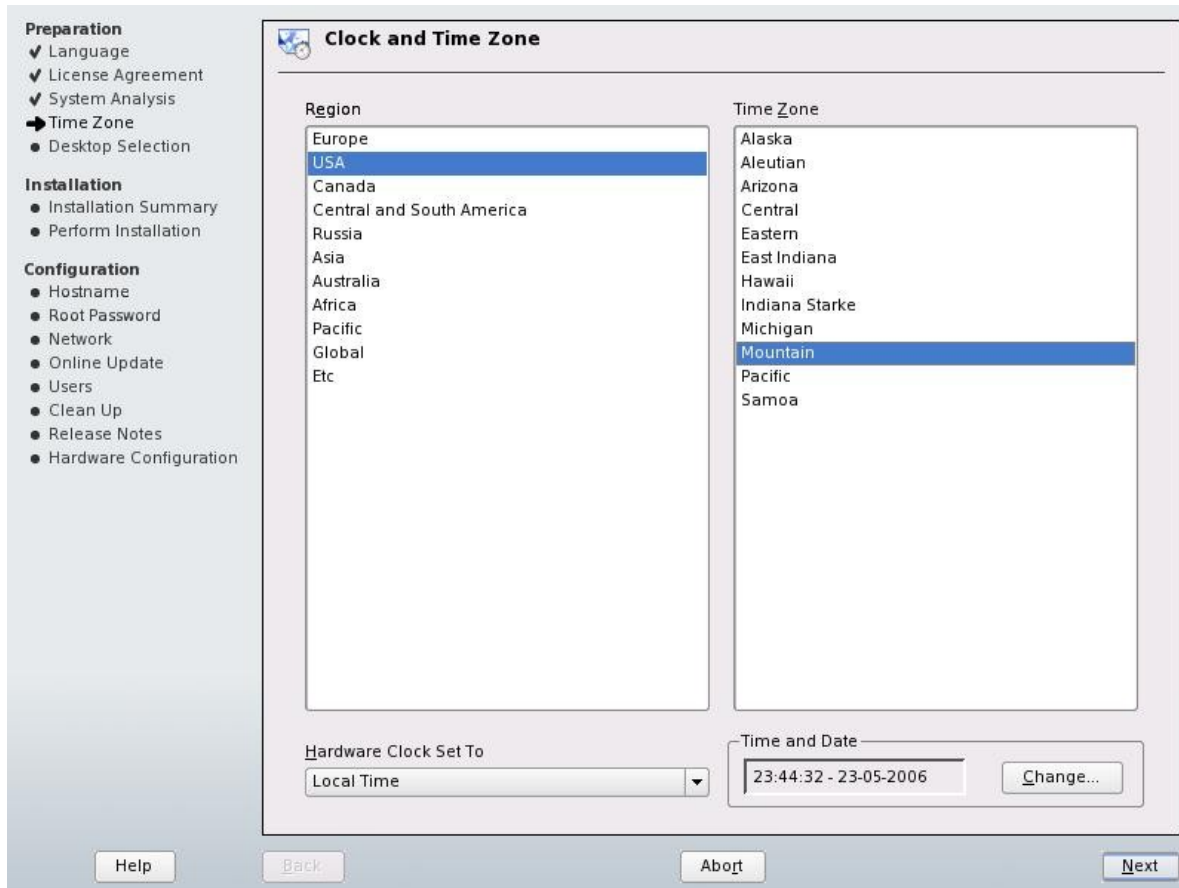 Preparation
Language
License Agreement
System Analysis
Time Zone
Desktop Selection
Installation
Installation Summary
Perform Installation
Configuration
Hostname
Root Password
Network
Online Update
Users
Clean Up
Release Notes
Hardware Configuration
Clock and Time Zone
Region
Europe
USA
Canada
Central and South America
Russia
Asia
Australia
Africa
Pacific
Global
Etc
Time Zone
Alaska
Aleutian
Arizona
Central
Eastern
East Indiana
Hawaii
Indiana Starke
Michigan
Mountain
Pacific
Samoa
Hardware Clock Set To
Local Time
Time and Date
23:44:32 - 23-05-2006
Change...
Help
Back
Abort
Next